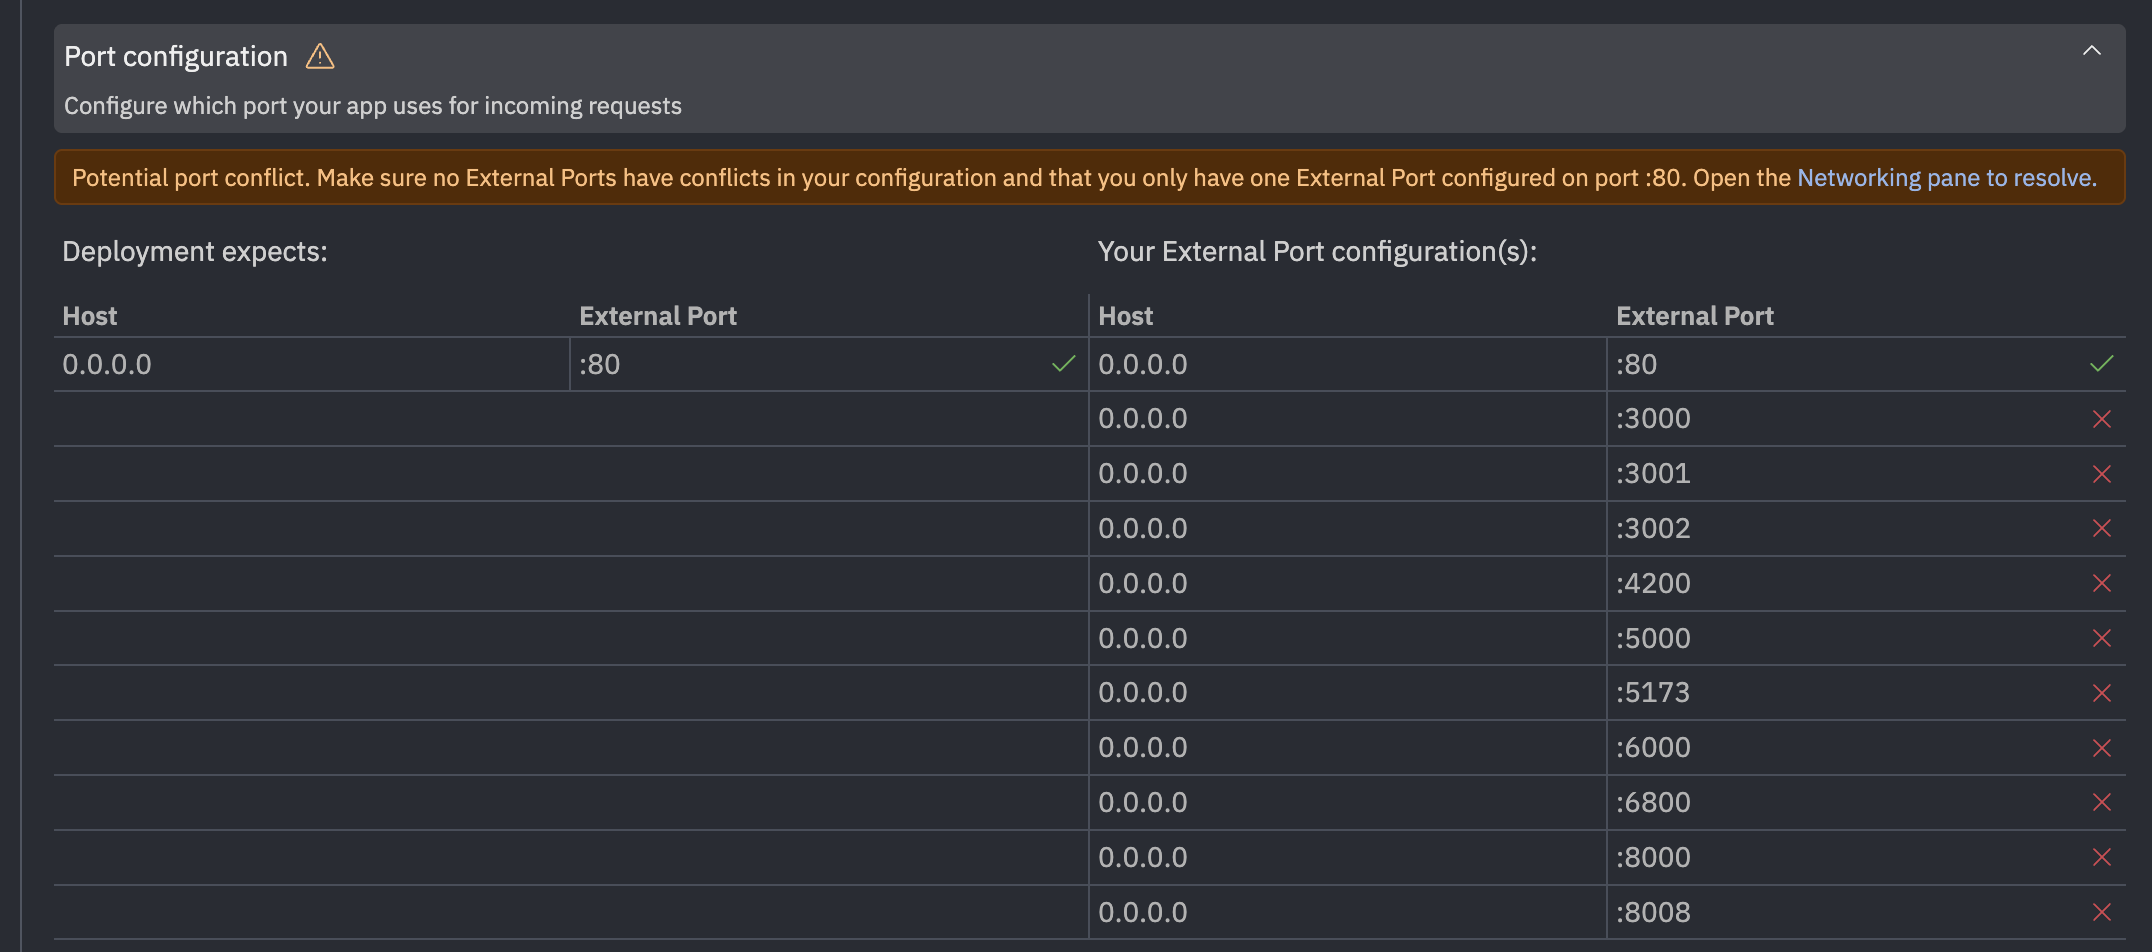 Port configuration
Configure which port your app uses for incoming requests
Potential port conflict. Make sure no External Ports have conflicts in your configuration and that you only have one External Port configured on port :80. Open the Networking pane to resolve.
Deployment expects: Your External Port configuration(s):
Host External Port Host External Port
0.0.0.0 :80 0.0.0.0 :80
0.0.0.0 :3000
0.0.0.0 :3001
0.0.0.0 :3002
0.0.0.0 :4200
0.0.0.0 :5000
0.0.0.0 :5173
0.0.0.0 :6000
0.0.0.0 :6800
0.0.0.0 :8000
0.0.0.0 :8008